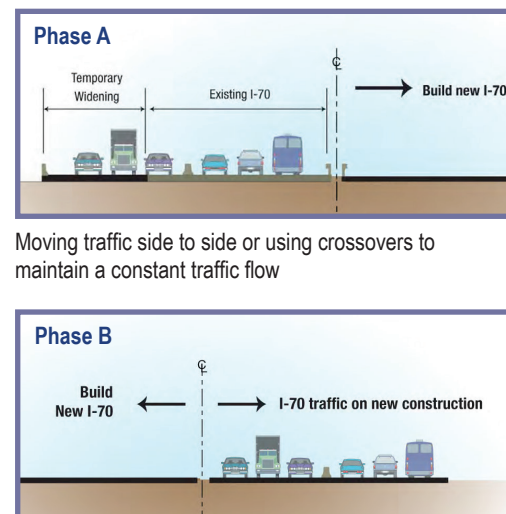 Phase A
Temporary
Widening
Existing I-70
℄
Build new I-70
Moving traffic side to side or using crossovers to
maintain a constant traffic flow
Phase B
℄
Build
New I-70
I-70 traffic on new construction